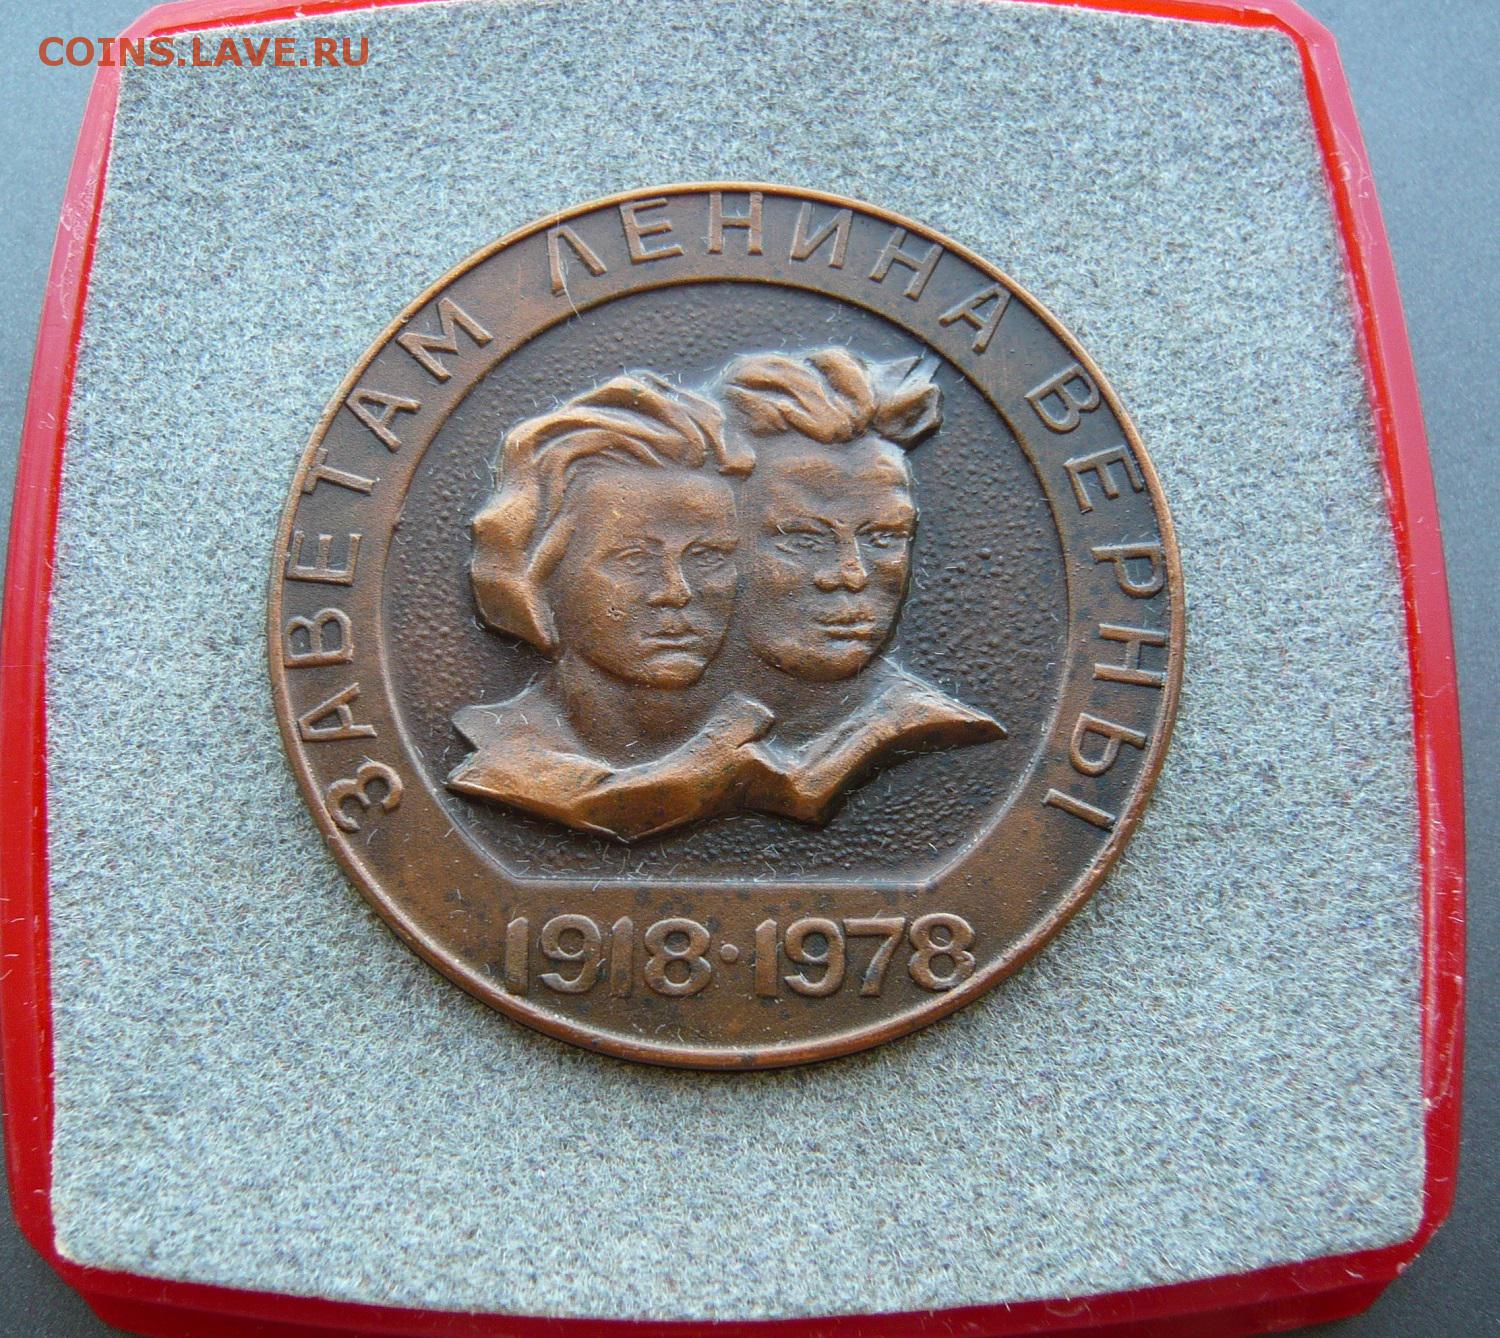 COINS.LAVE.RU
ЗАВЕТАМ ЛЕНИНА ВЕРНЫ
1918·1978